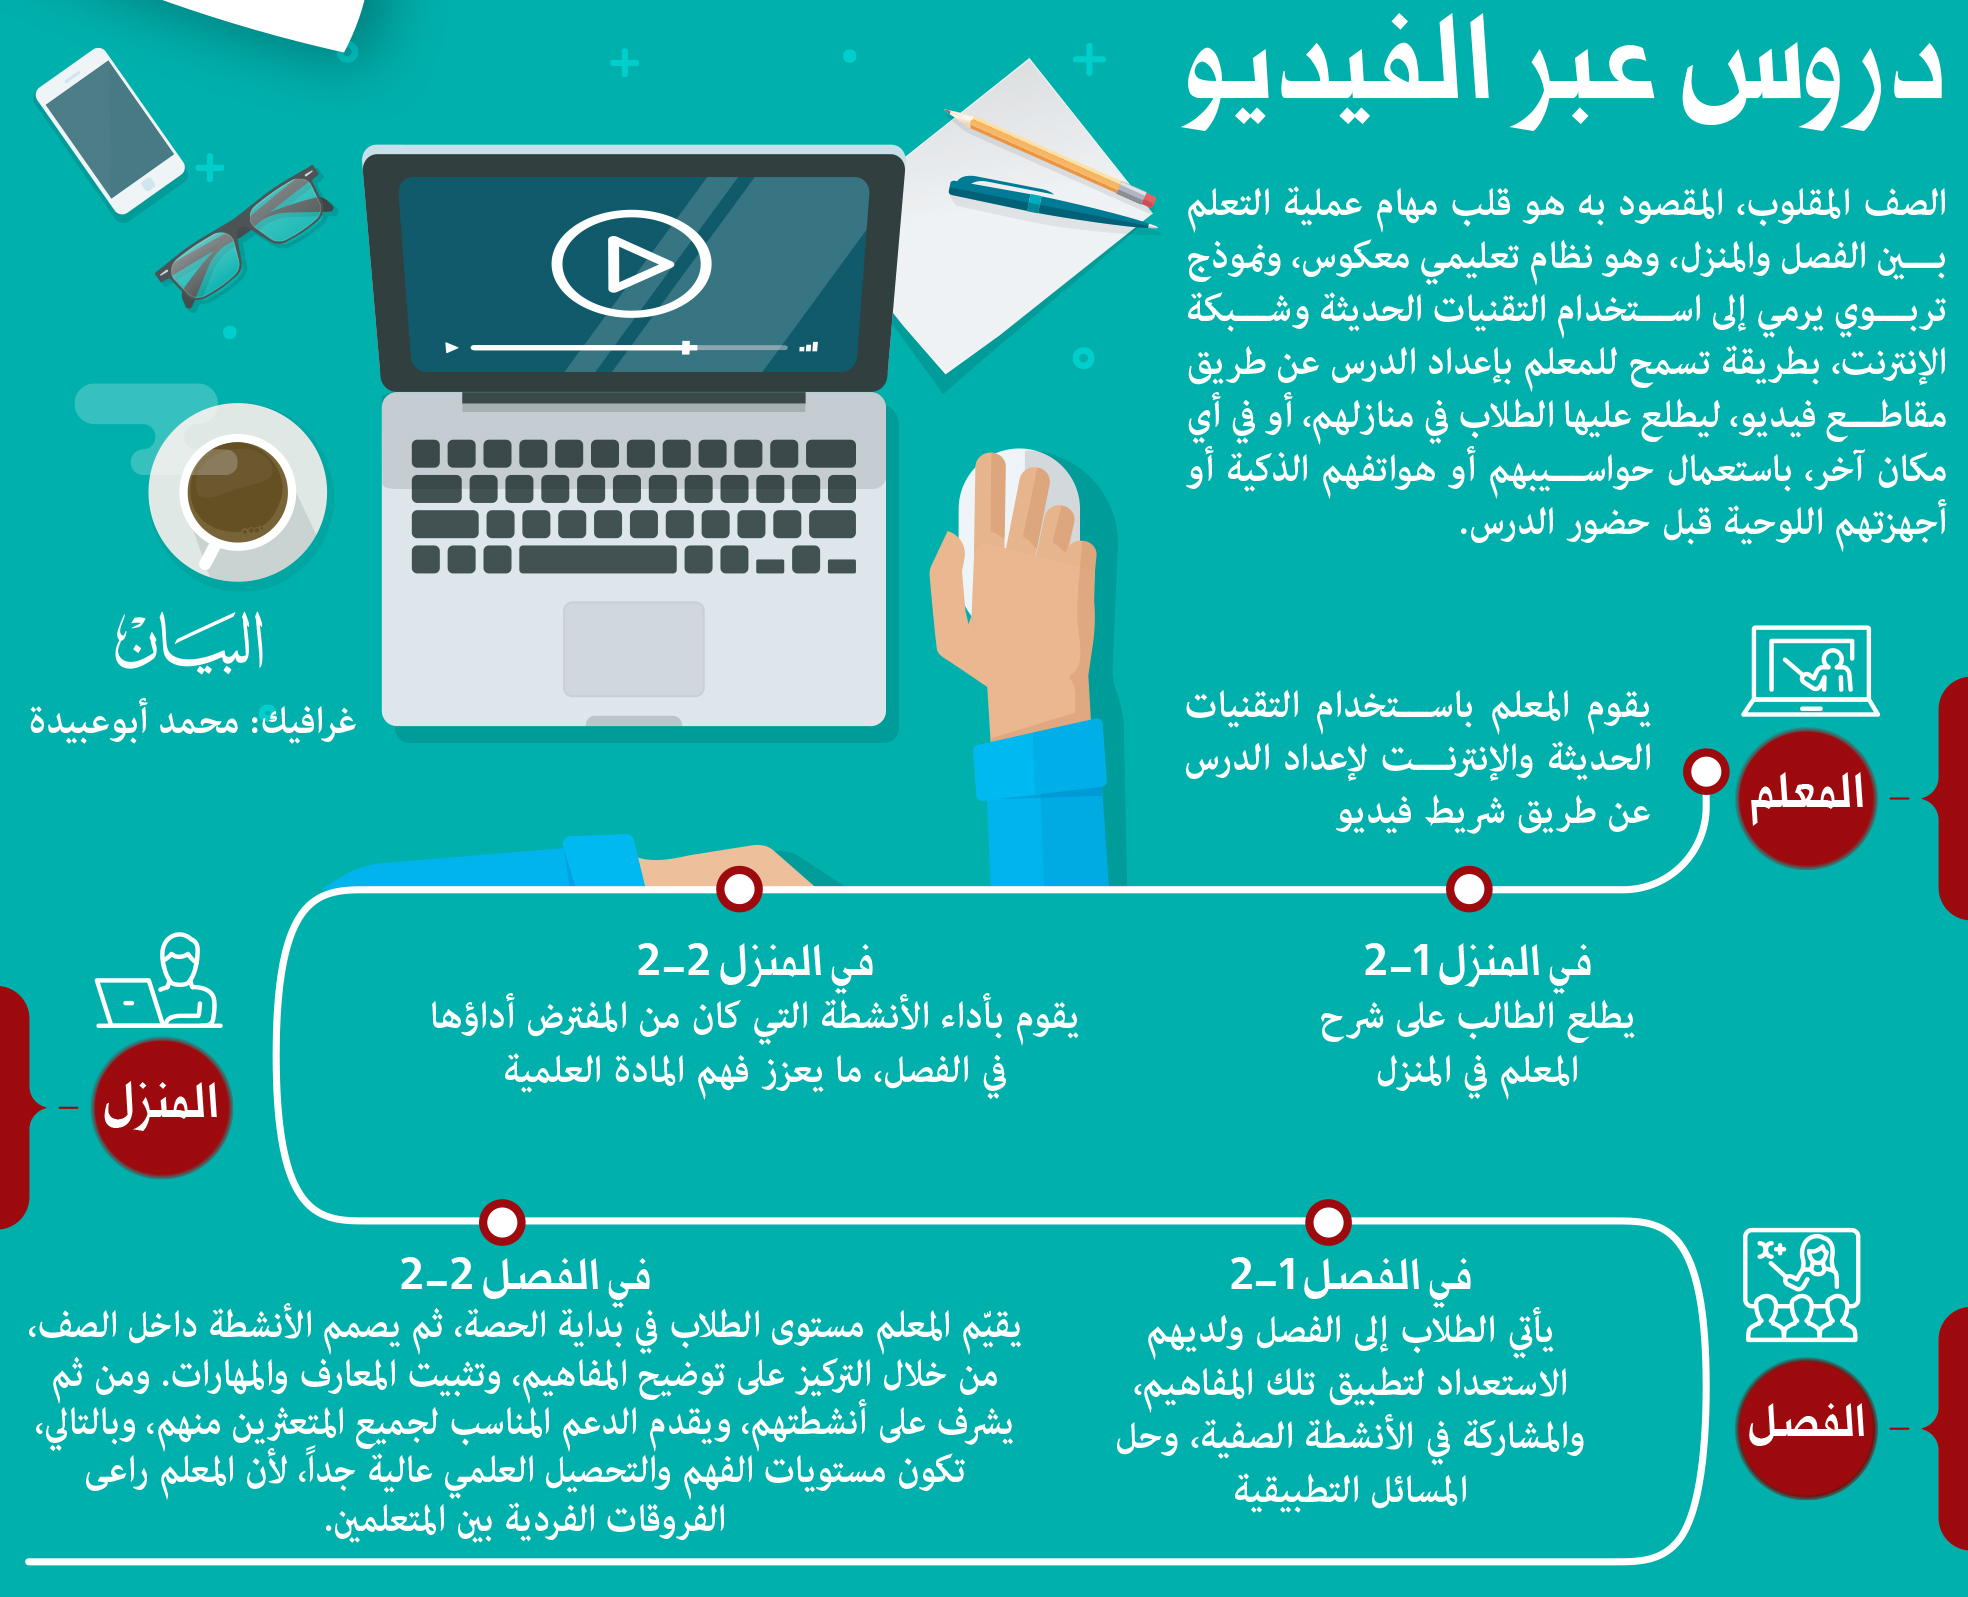 دروس عبر الفيديو
الصف المقلوب، المقصود به هو قلب مهام عملية التعلم
بين الفصل والمنزل، وهو نظام تعليمي معكوس، ونموذج
تربوي يرمي إلى استخدام التقنيات الحديثة وشبكة
الإنترنت، بطريقة تسمح للمعلم بإعداد الدرس عن طريق
مقاطع فيديو، ليطلع عليها الطلاب في منازلهم، أو في أي
مكان آخر، باستعمال حواسيبهم أو هواتفهم الذكية أو
أجهزتهم اللوحية قبل حضور الدرس.
البيان
غرافيك: محمد أبوعبيدة
المعلم
يقوم المعلم باستخدام التقنيات
الحديثة والإنترنت لإعداد الدرس
عن طريق شريط فيديو
المنزل
في المنزل 1-2
يطلع الطالب على شرح
المعلم في المنزل
في المنزل 2-2
يقوم بأداء الأنشطة التي كان من المفترض أداؤها
في الفصل، ما يعزز فهم المادة العلمية
الفصل
x+
في الفصل 1-2
يأتي الطلاب إلى الفصل ولديهم
الاستعداد لتطبيق تلك المفاهيم،
والمشاركة في الأنشطة الصفية، وحل
المسائل التطبيقية
في الفصل 2-2
يقيّم المعلم مستوى الطلاب في بداية الحصة، ثم يصمم الأنشطة داخل الصف،
من خلال التركيز على توضيح المفاهيم، وتثبيت المعارف والمهارات. ومن ثم
يشرف على أنشطتهم، ويقدم الدعم المناسب لجميع المتعثرين منهم، وبالتالي،
تكون مستويات الفهم والتحصيل العلمي عالية جداً، لأن المعلم راعى
الفروقات الفردية بين المتعلمين.